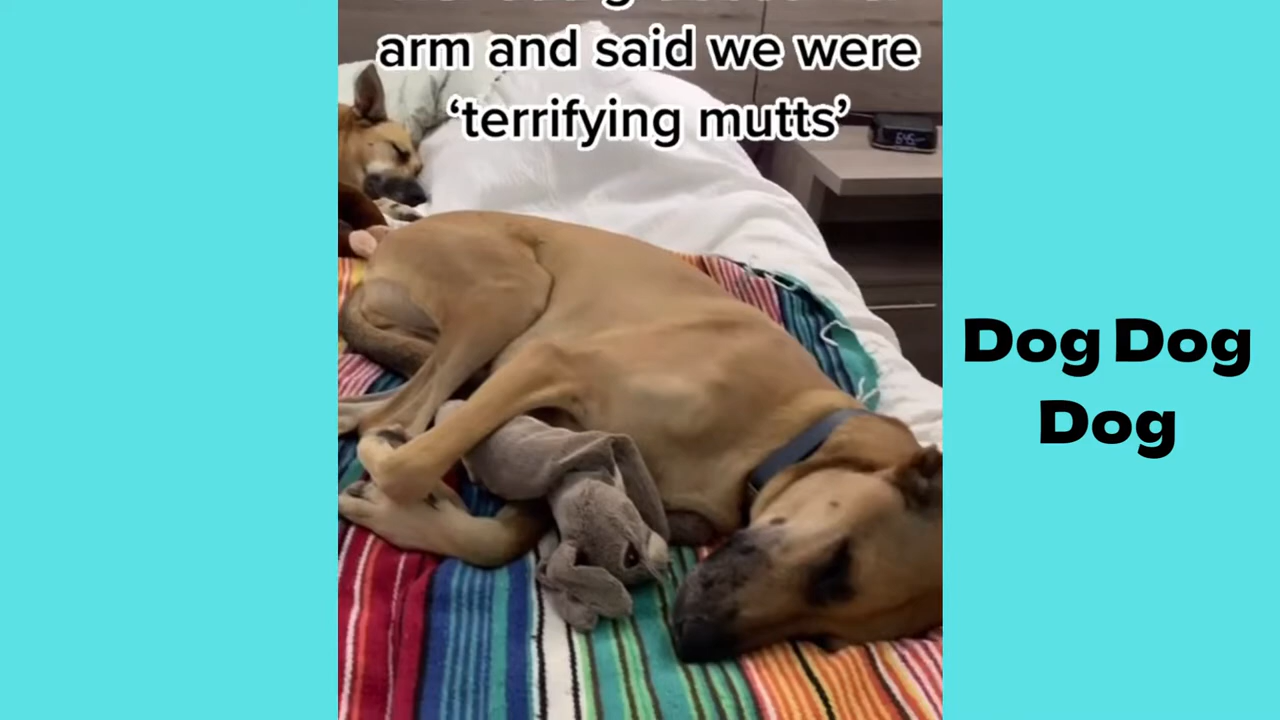 arm and said we were
‘terrifying mutts’
Dog Dog
Dog